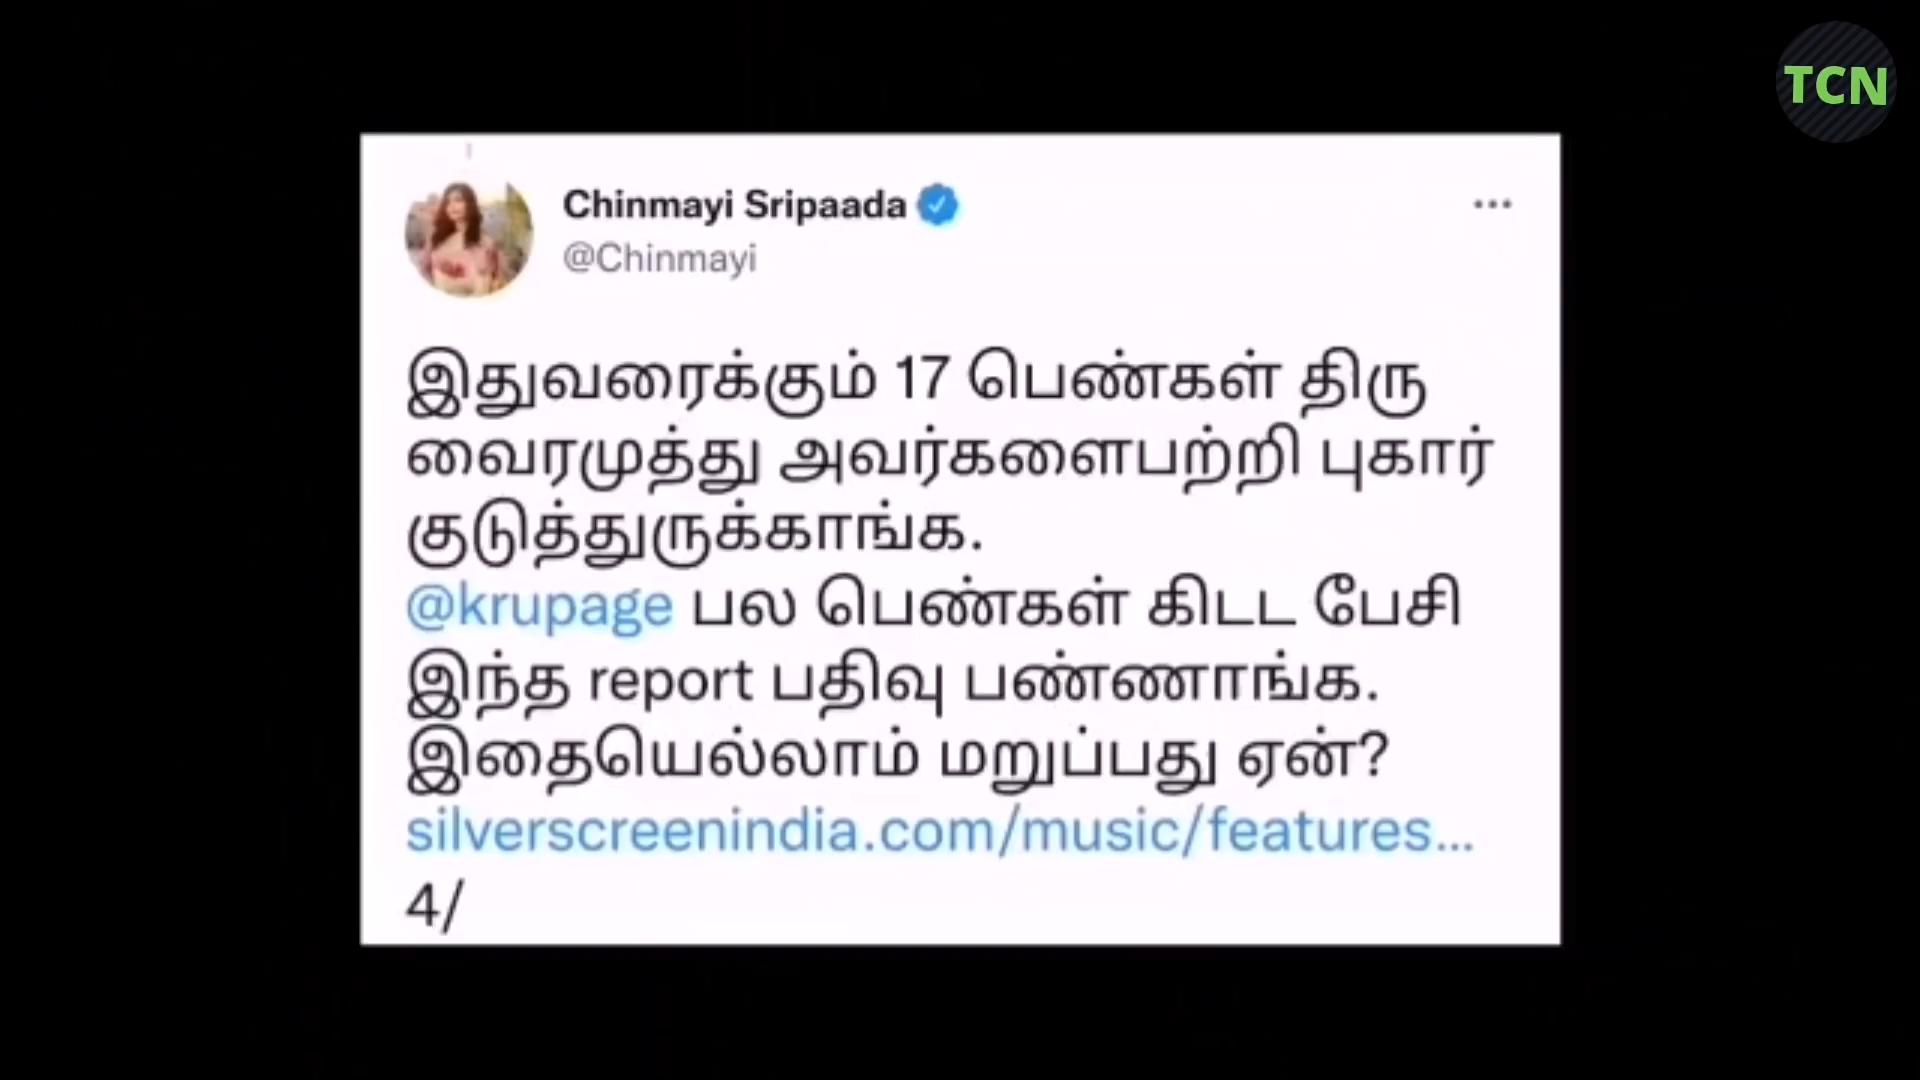 TCN
Chinmayi Sripaada
@Chinmayi
இதுவரைக்கும் 17 பெண்கள் திரு
வைரமுத்து அவர்களைபற்றி புகார்
குடுத்துருக்காங்க.
@krupage பல பெண்கள் கிட்ட பேசி
இந்த report பதிவு பண்ணாங்க.
இதையெல்லாம் மறுப்பது ஏன்?
silverscreenindia.com/music/features...
4/